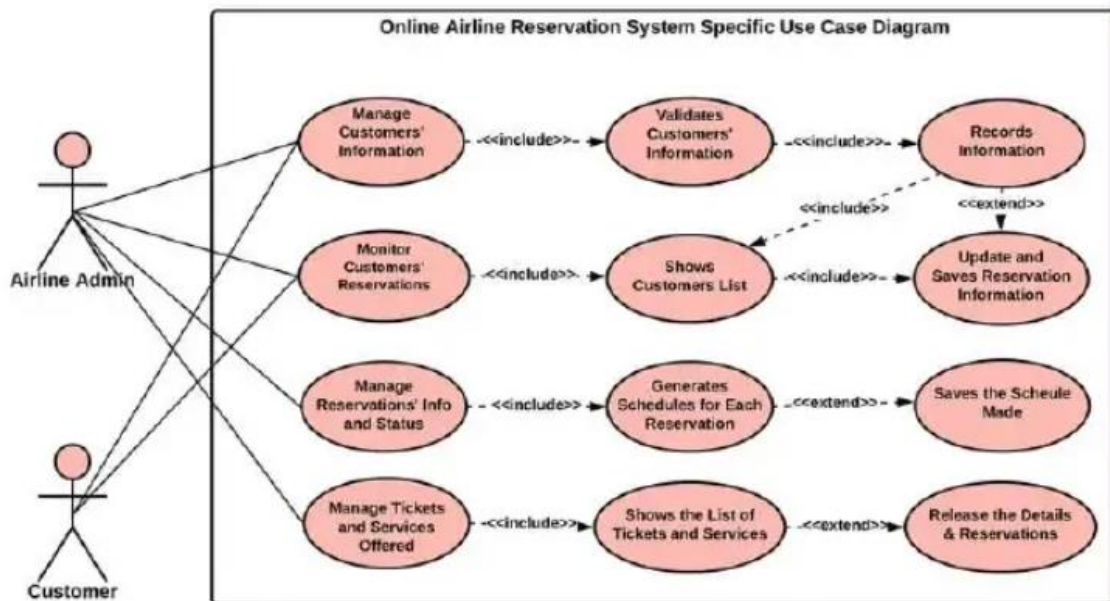 Online Airline Reservation System Specific Use Case Diagram
Manage
Customers'
Information
<<include>>
Validates
Customers'
Information
<<include>>
Records
Information
<<include>>
<<extend>>
Airline Admin
Monitor
Customers'
Reservations
<<include>>
Shows
Customers List
<<include>>
Update and
Saves Reservation
Information
Manage
Reservations' Info
and Status
<<include>>
Generates
Schedules for Each
Reservation
<<extend>>
Saves the Scheule
Made
Manage Tickets
and Services
Offered
<<include>>
Shows the List of
Tickets and Services
<<extend>>
Release the Details
& Reservations
Customer